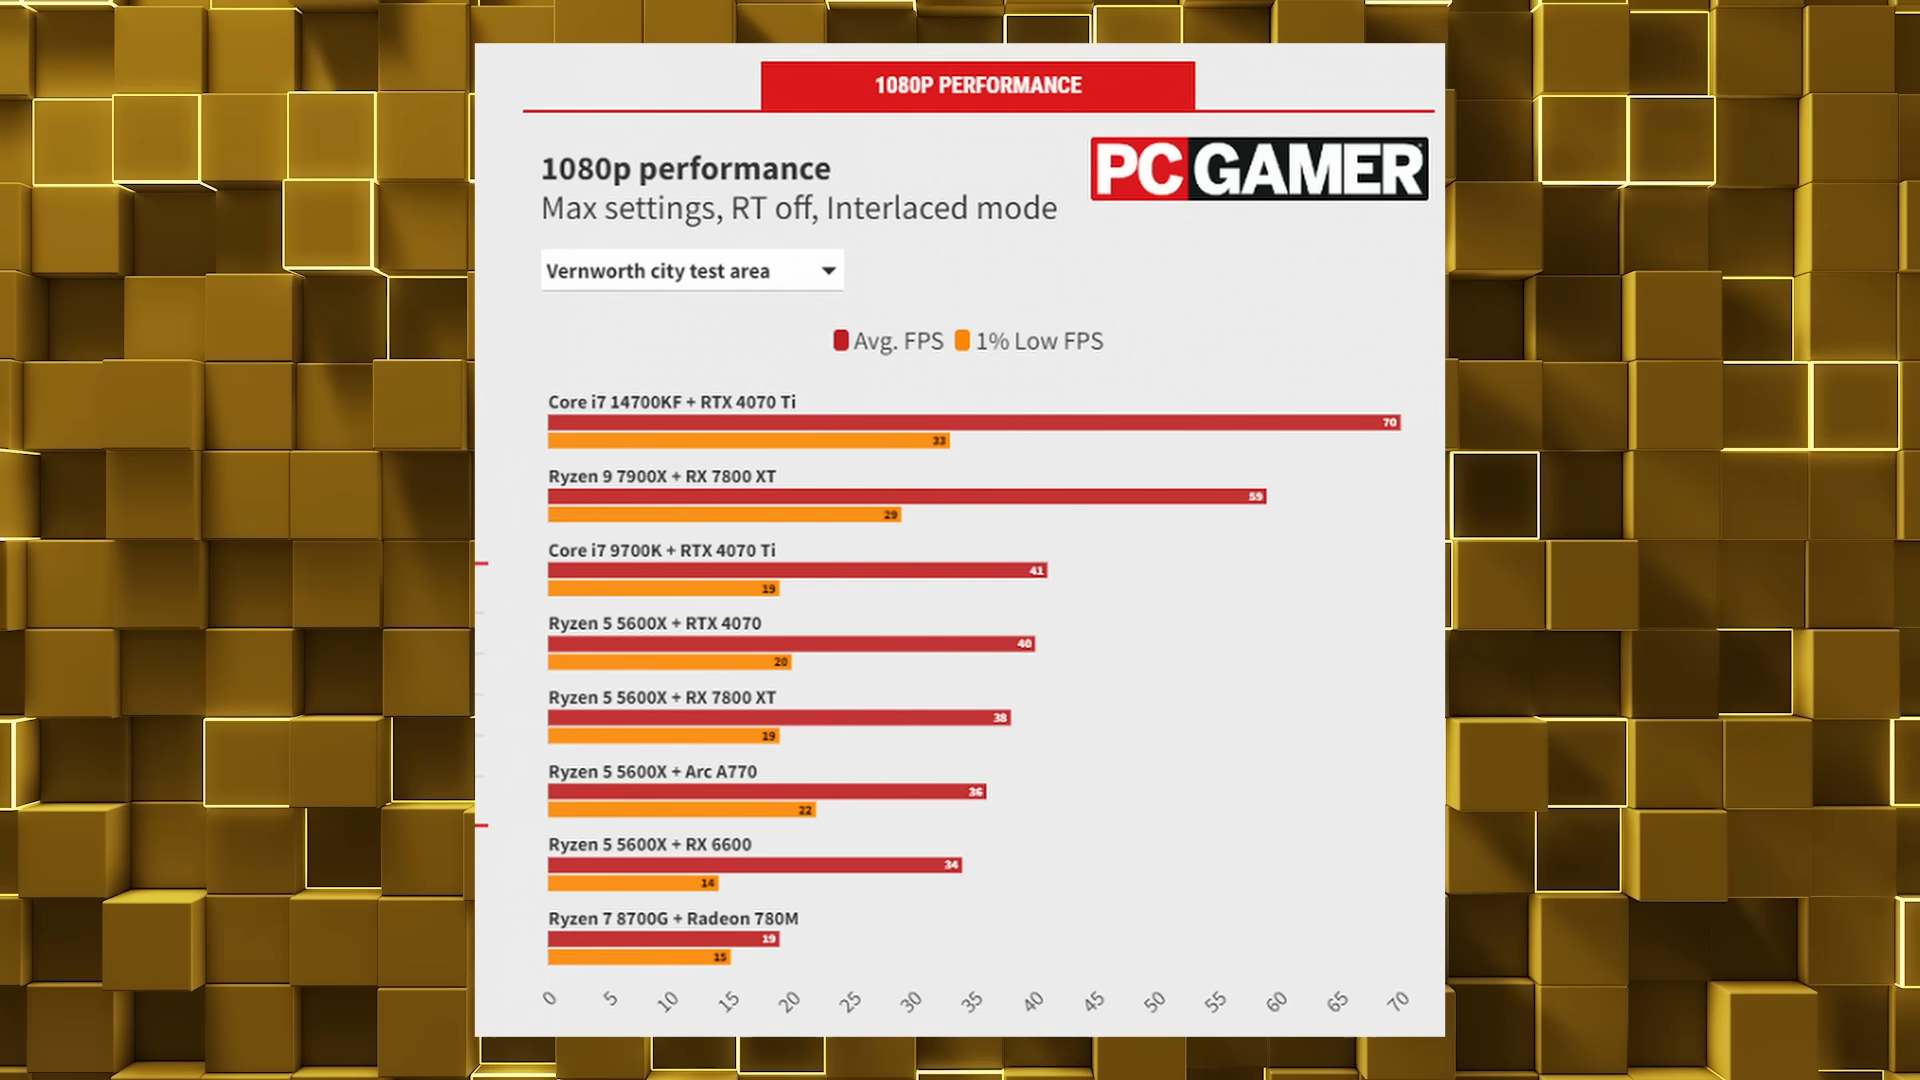 1080P PERFORMANCE
1080p performance
PC GAMER
Max settings, RT off, Interlaced mode
Vernworth city test area
Avg. FPS 1% Low FPS
Core i7 14700KF + RTX 4070 Ti
70
33
Ryzen 9 7900X + RX 7800 XT
59
29
Core i7 9700K + RTX 4070 Ti
41
19
Ryzen 5 5600X + RTX 4070
40
20
Ryzen 5 5600X + RX 7800 XT
38
19
Ryzen 5 5600X + Arc A770
36
22
Ryzen 5 5600X + RX 6600
34
14
Ryzen 7 8700G + Radeon 780M
19
15
0 5 10 15 20 25 30 35 40 45 50 55 60 65 70